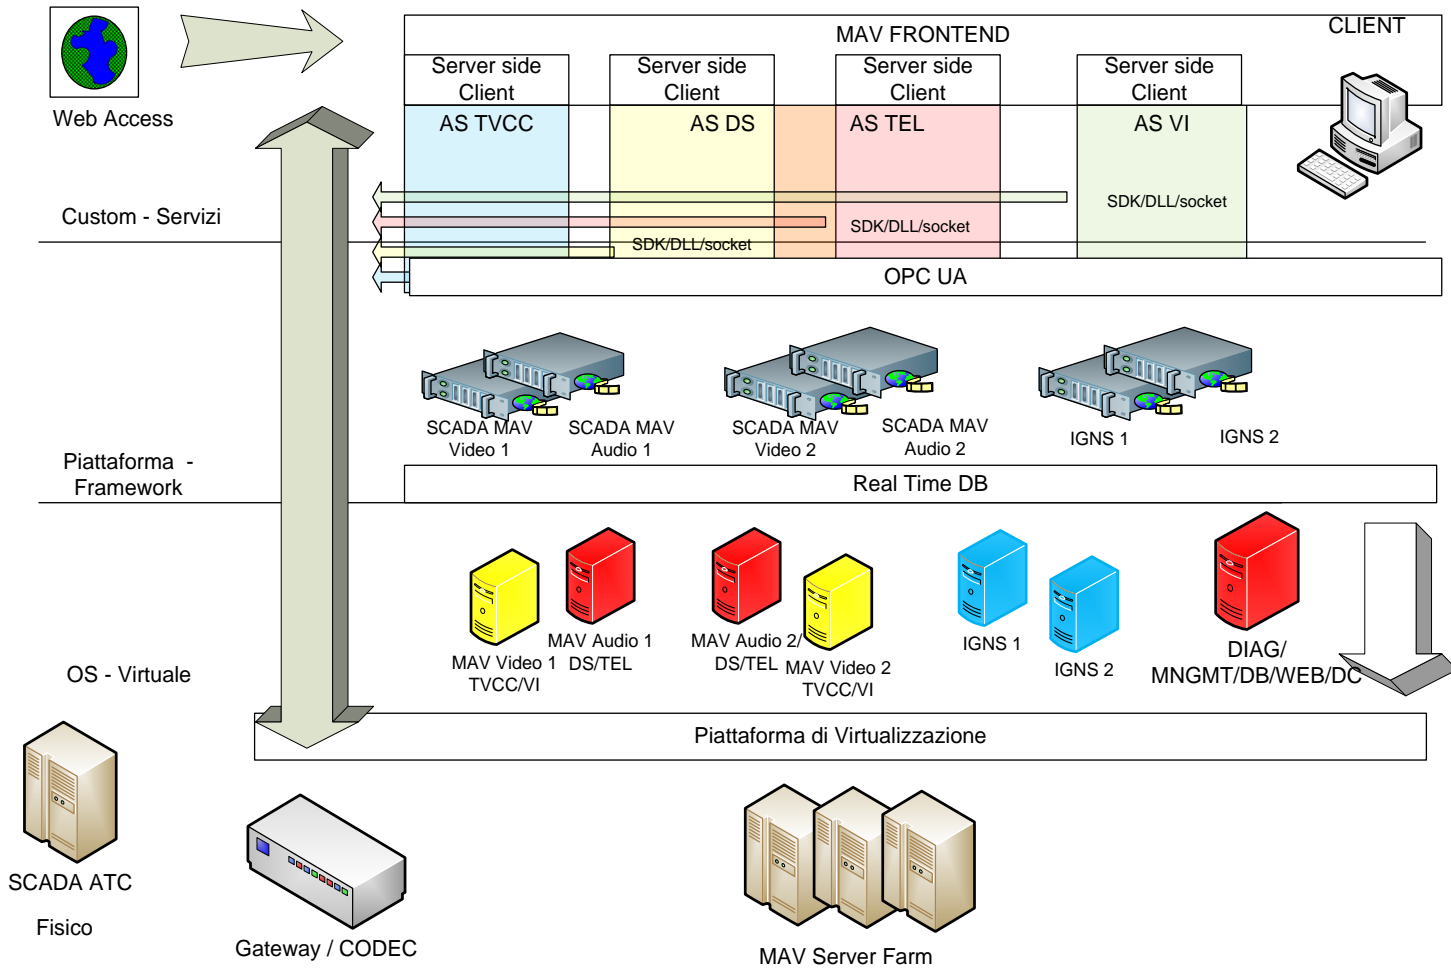 MAV FRONTEND
CLIENT
Server side
Client
Server side
Client
Server side
Client
Server side
Client
Web Access
AS TVCC
AS DS
AS TEL
AS VI
Custom - Servizi
SDK/DLL/socket
SDK/DLL/socket
SDK/DLL/socket
OPC UA
SCADA MAV
Video 1
SCADA MAV
Audio 1
SCADA MAV
Video 2
SCADA MAV
Audio 2
IGNS 1
IGNS 2
Piattaforma -
Framework
Real Time DB
MAV Video 1
TVCC/VI
MAV Audio 1
DS/TEL
MAV Audio 2/
DS/TEL
MAV Video 2
TVCC/VI
IGNS 1
IGNS 2
DIAG/
MNGMT/DB/WEB/DC
OS - Virtuale
Piattaforma di Virtualizzazione
SCADA ATC
Fisico
Gateway / CODEC
MAV Server Farm